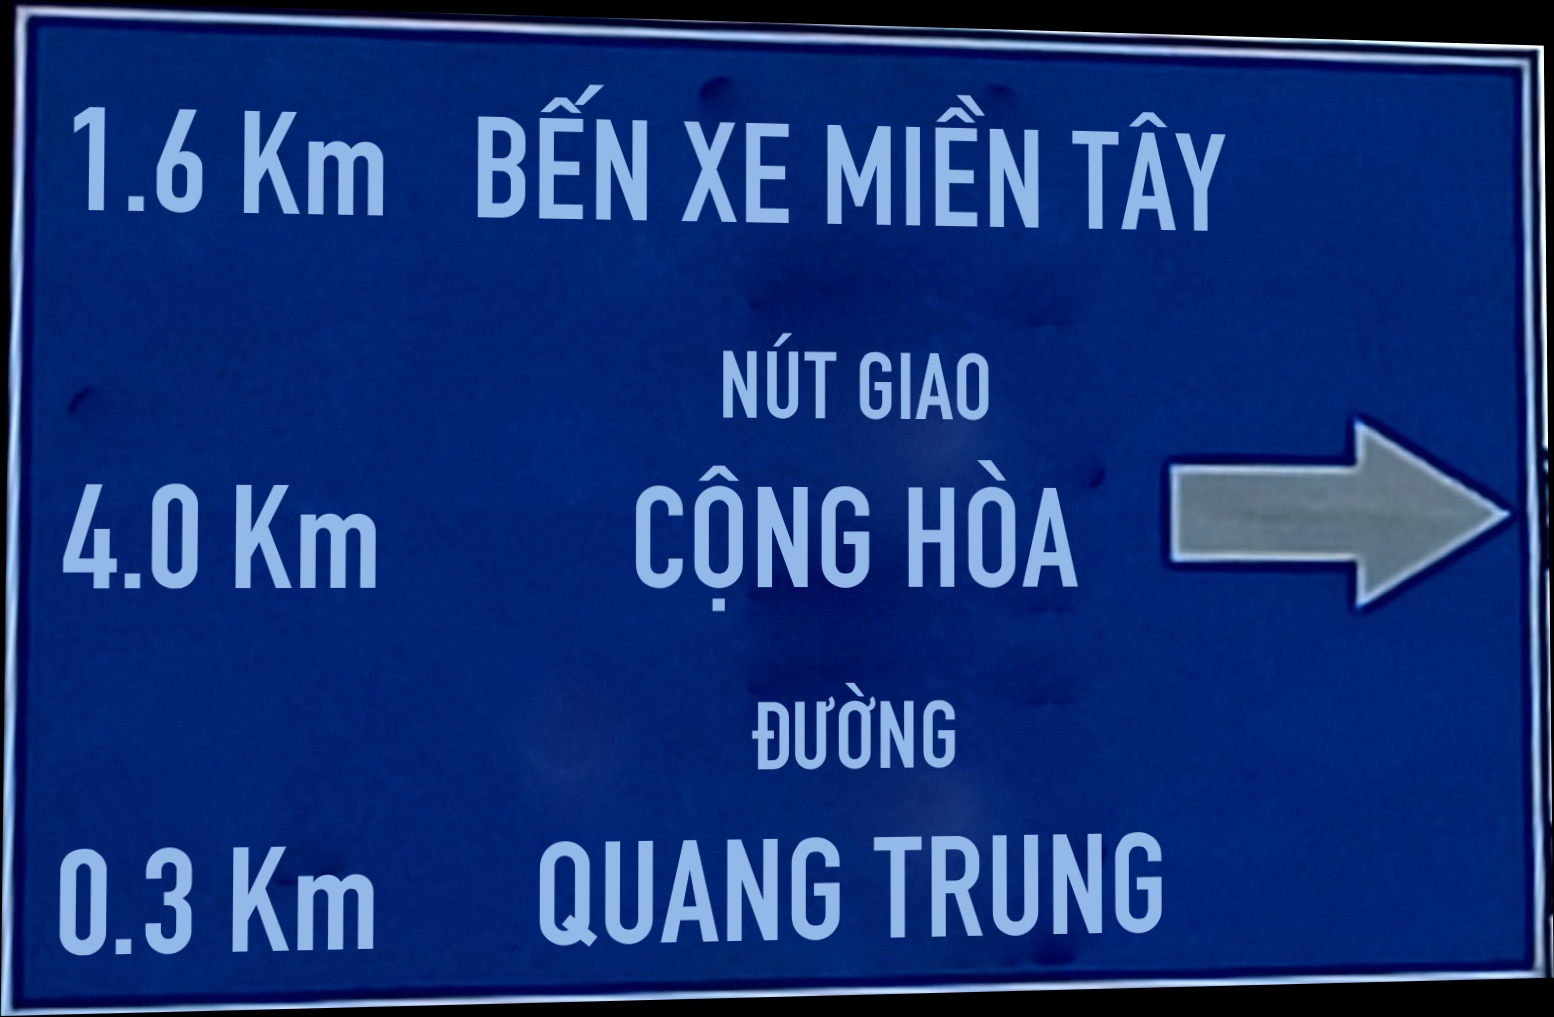 1.6 Km BẾN XE MIỀN TÂY
NÚT GIAO
4.0 Km CỘNG HÒA
ĐƯỜNG
0.3 Km QUANG TRUNG